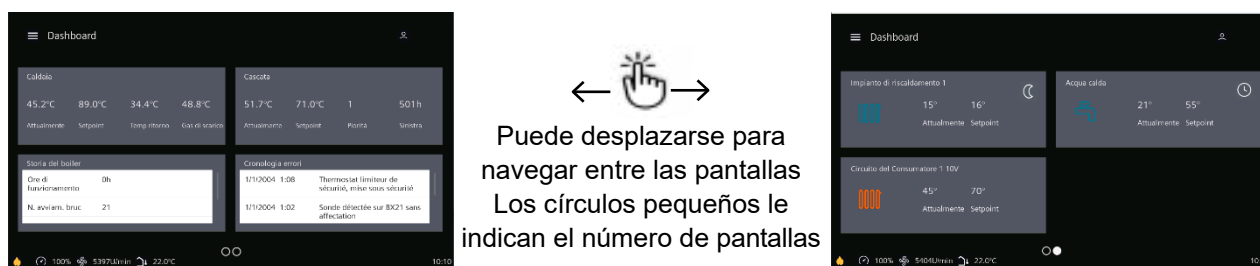 Dashboard
Caldaia
45.2°C 89.0°C 34.4°C 48.8°C
Attualmente Setpoint Temp ritorno Gas di scarico
Cascata
51.7°C 71.0°C 1 501h
Attualmente Setpoint Piorità Sinistra
Storia del boiler
Ore di 0h
funzionamento
N. avviam. bruc 21
Cronologia errori
1/1/2004 1:08 Thermostat limiteur de
sécurité, mise sous sécurité
1/1/2004 1:02 Sonde détectée sur BX21 sans
affectation
100% 5397U/min 22.0°C 10:10
Puede desplazarse para
navegar entre las pantallas
Los círculos pequeños le
indican el número de pantallas
Dashboard
Impianto di riscaldamento 1
15° 16°
Attualmente Setpoint
Acqua calda
21° 55°
Attualmente Setpoint
Circuito del Consumatore 1 10V
45° 70°
Attualmente Setpoint
100% 5404U/min 22.0°C 10